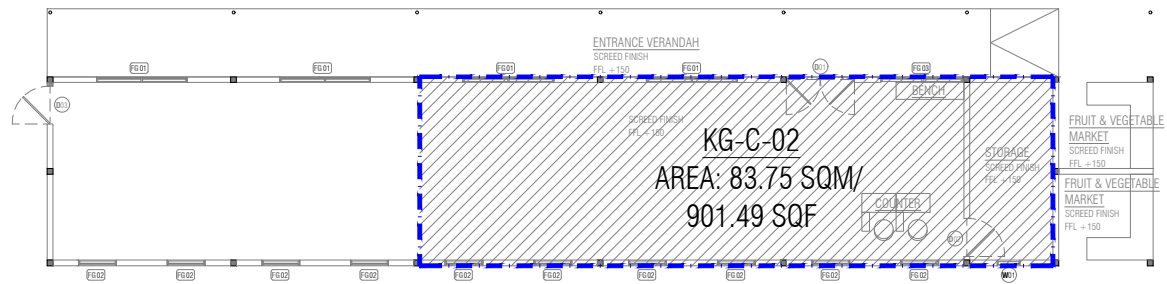 ENTRANCE VERANDAH
SCREED FINISH
FFL +150
FG01
FG01
FG01
FG01
D01
FG03
D03
BENCH
SCREED FINISH
FFL +150
KG-C-02
AREA: 83.75 SQM/
901.49 SQF
STORAGE
SCREED FINISH
FFL +150
COUNTER
D02
FRUIT & VEGETABLE
MARKET
SCREED FINISH
FFL +150
FRUIT & VEGETABLE
MARKET
SCREED FINISH
FFL +150
FG02
FG02
FG02
FG02
FG02
FG02
FG02
FG02
FG02
FG02
W01